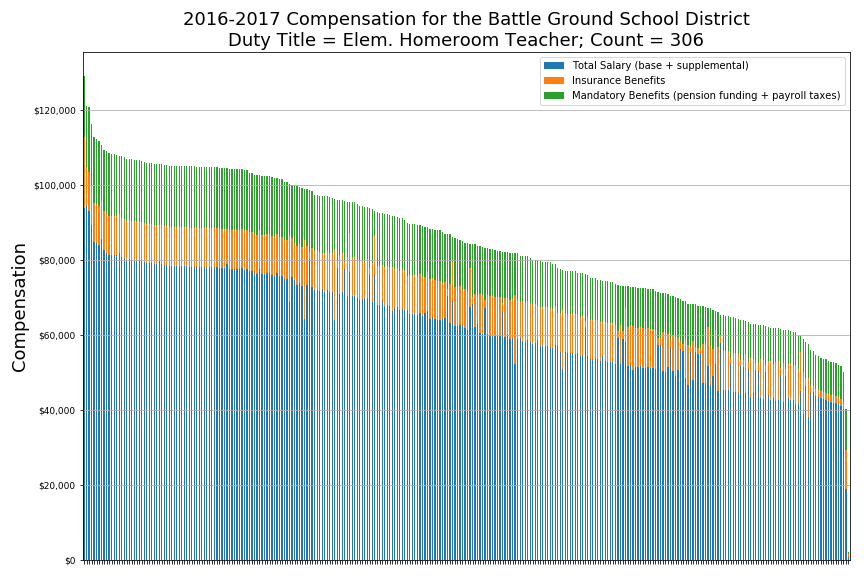 2016-2017 Compensation for the Battle Ground School District
Duty Title = Elem. Homeroom Teacher; Count = 306
Total Salary (base + supplemental)
Insurance Benefits
Mandatory Benefits (pension funding + payroll taxes)
$120,000
$100,000
$80,000
$60,000
$40,000
$20,000
$0
Compensation